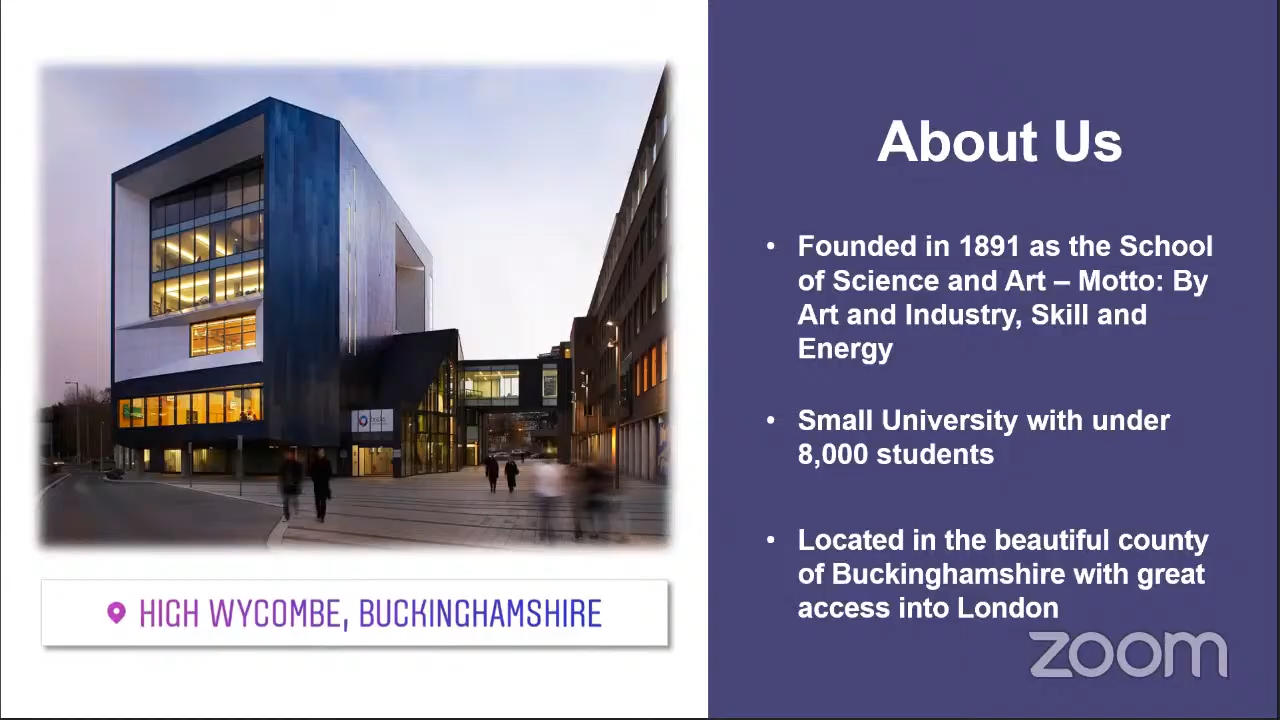 HIGH WYCOMBE, BUCKINGHAMSHIRE
About Us
• Founded in 1891 as the School
of Science and Art – Motto: By
Art and Industry, Skill and
Energy
• Small University with under
8,000 students
• Located in the beautiful county
of Buckinghamshire with great
access into London
zoom